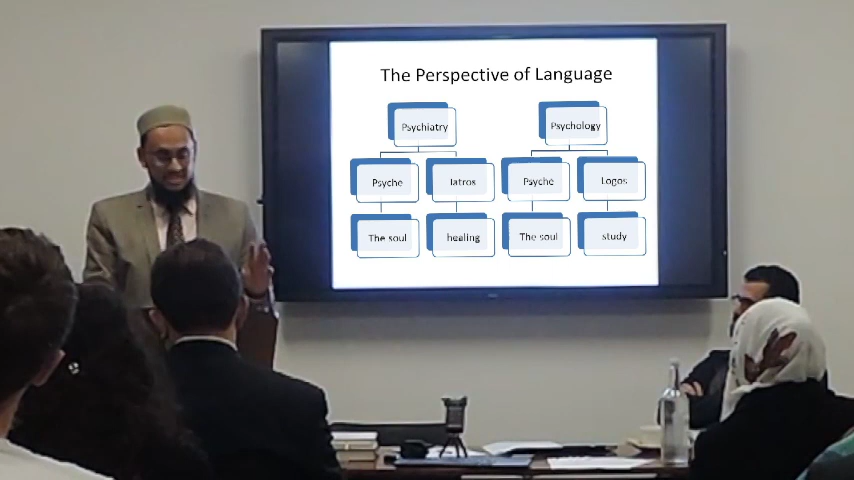 The Perspective of Language
Psychiatry
Psychology
Psyche
Iatros
Psyche
Logos
The soul
healing
The soul
study